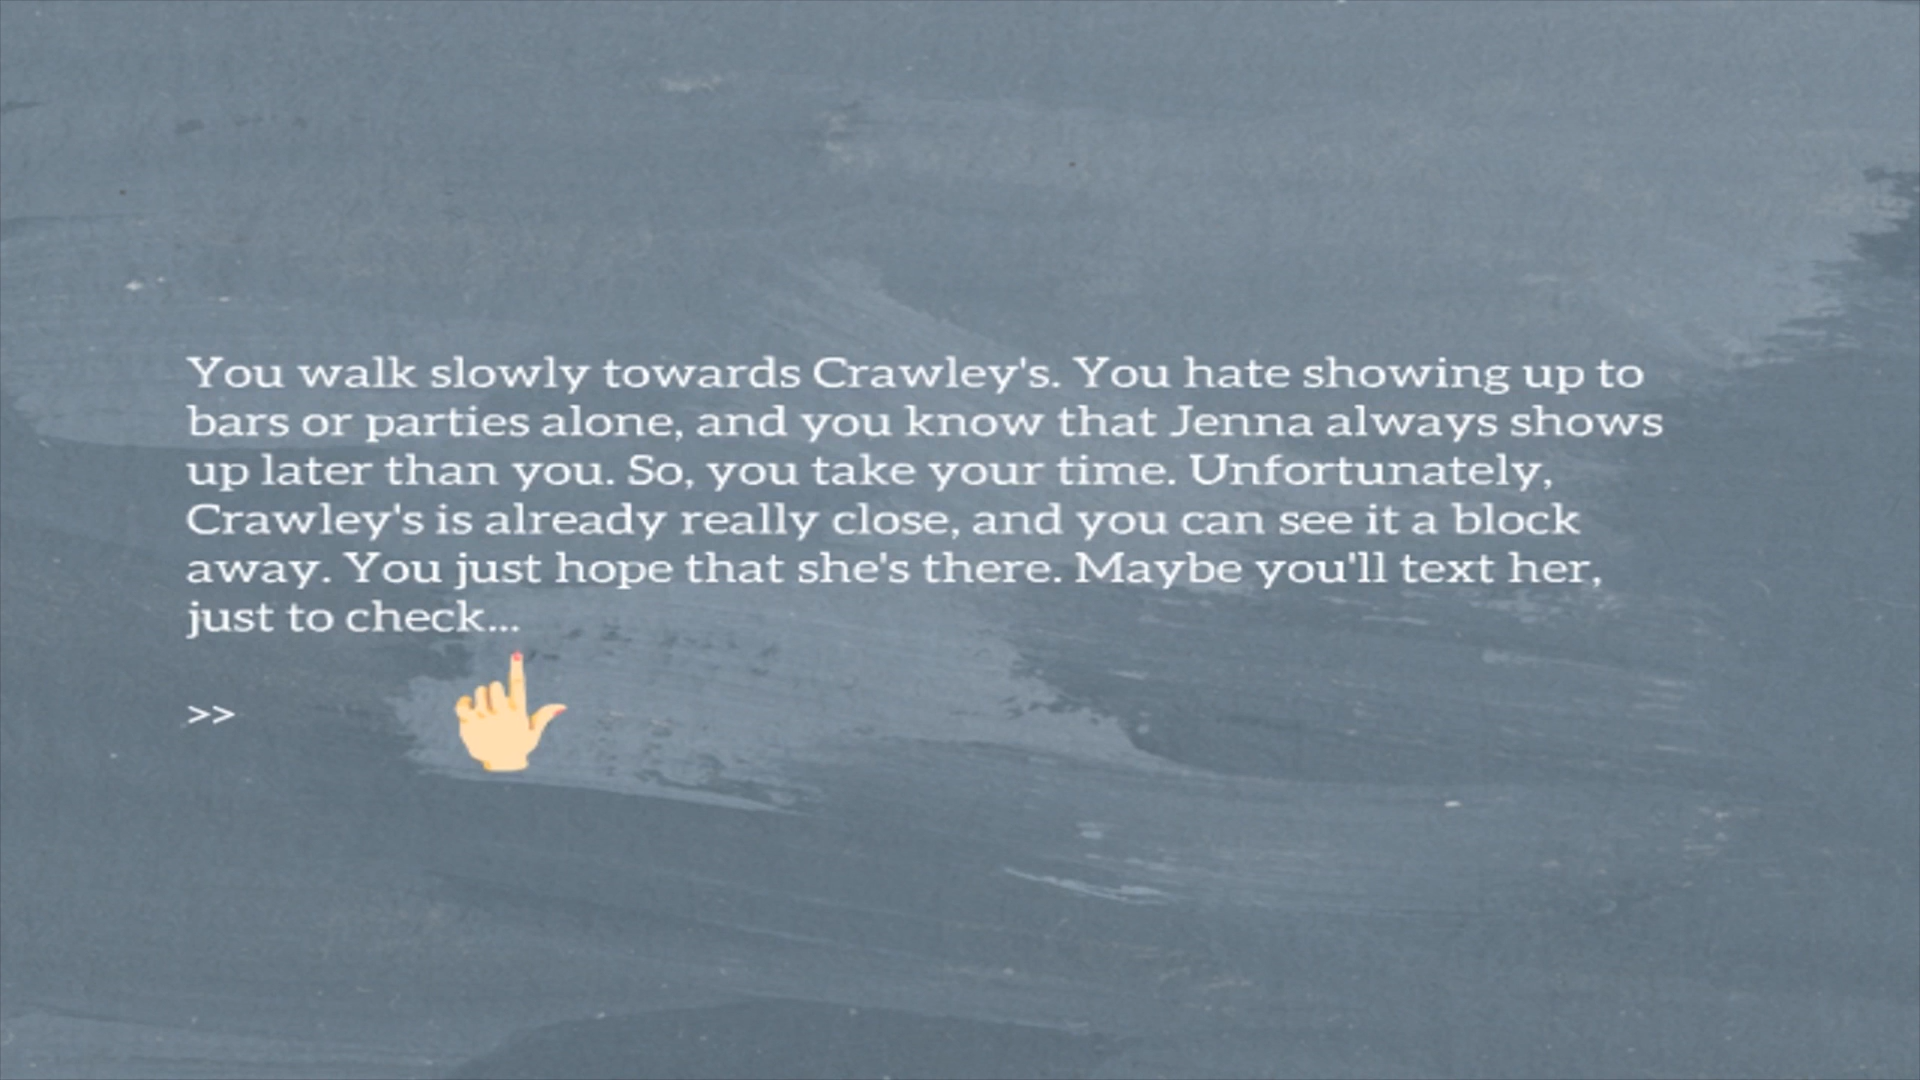 You walk slowly towards Crawley's. You hate showing up to
bars or parties alone, and you know that Jenna always shows
up later than you. So, you take your time. Unfortunately,
Crawley's is already really close, and you can see it a block
away. You just hope that she's there. Maybe you'll text her,
just to check...
>>